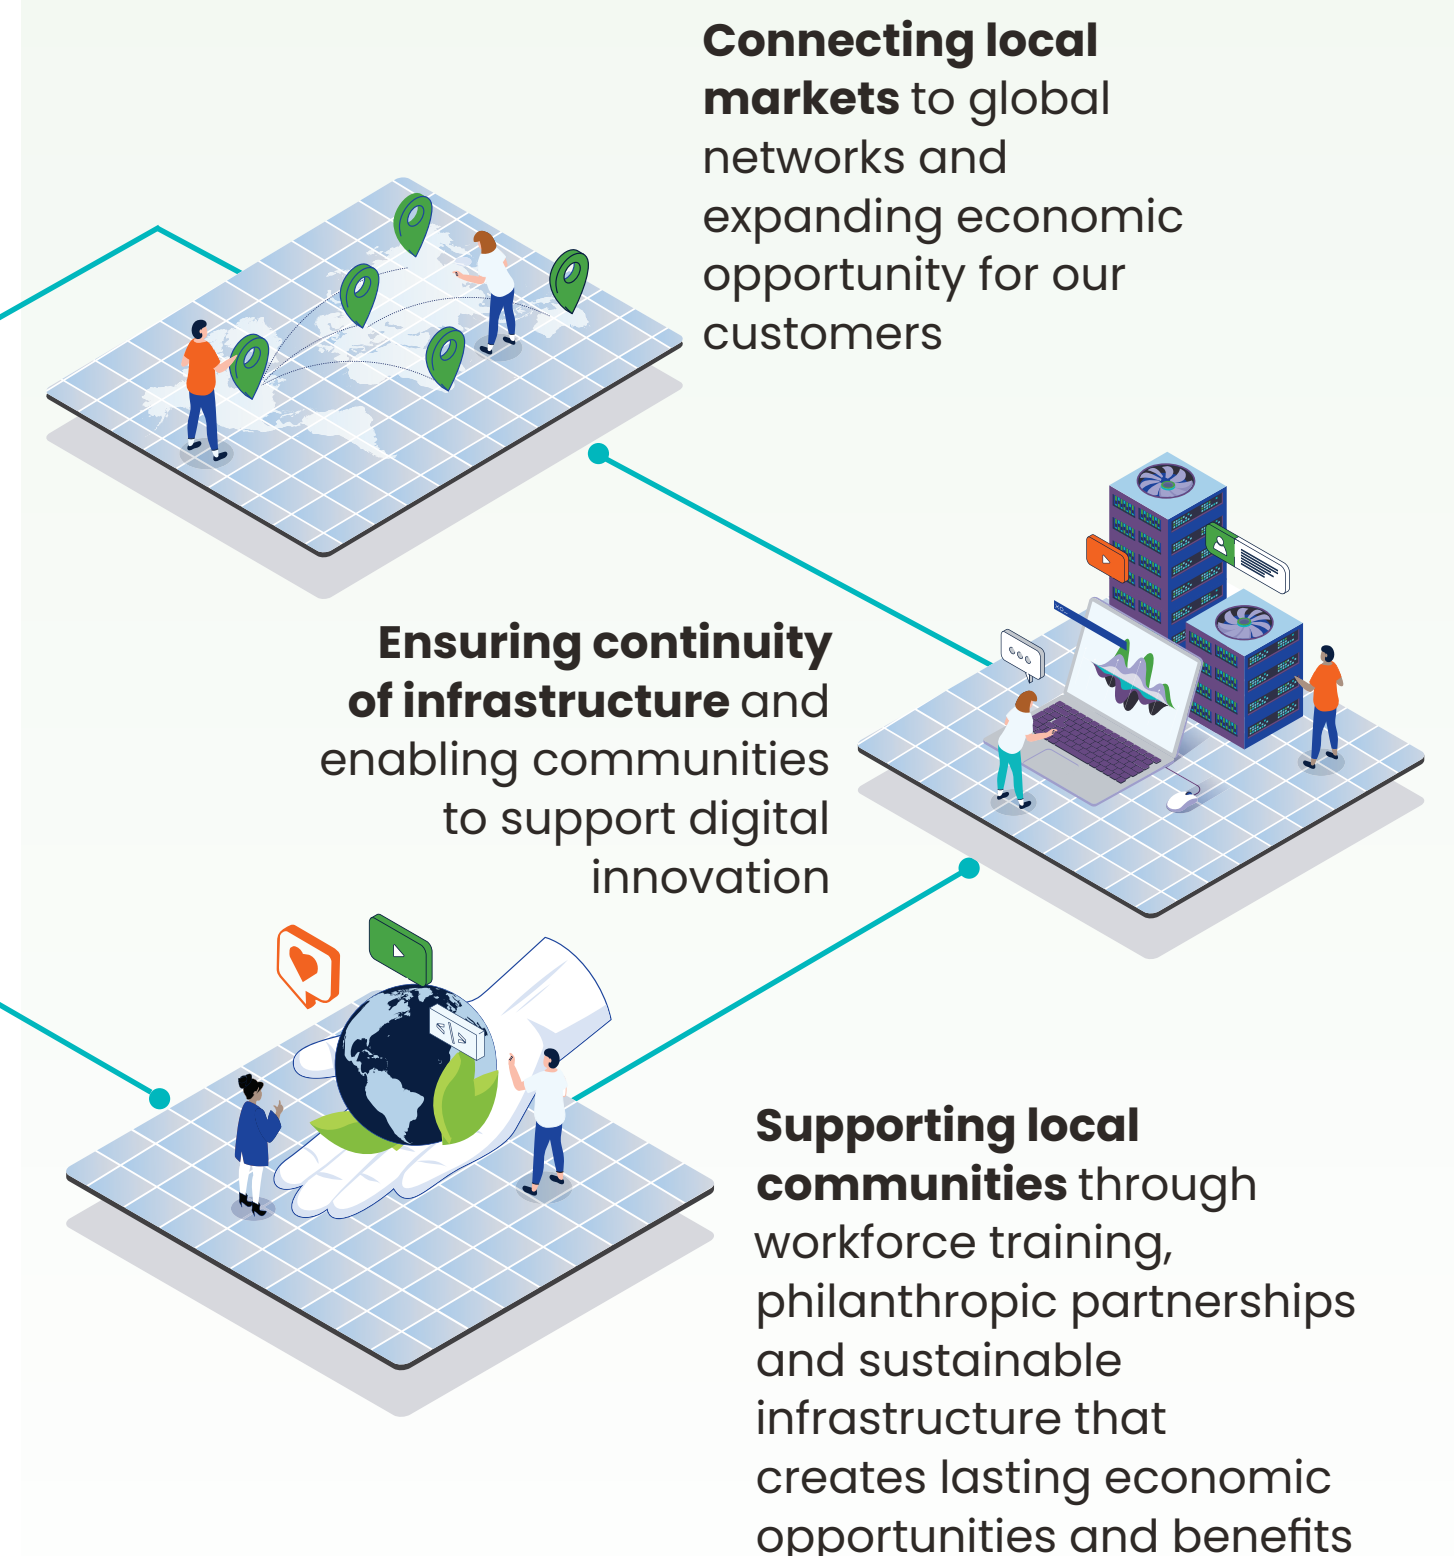 Connecting local
markets to global
networks and
expanding economic
opportunity for our
customers
Ensuring continuity
of infrastructure and
enabling communities
to support digital
innovation
</>
Supporting local
communities through
workforce training,
philanthropic partnerships
and sustainable
infrastructure that
creates lasting economic
opportunities and benefits